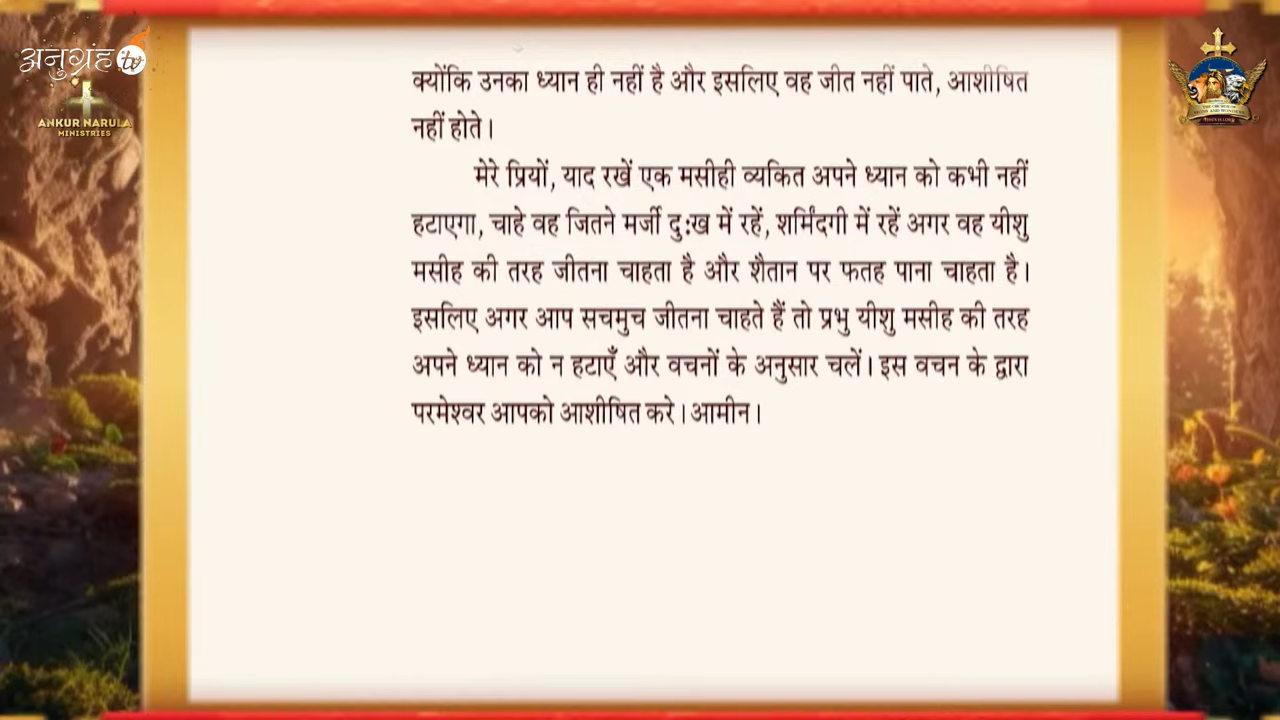 अनुग्रह tv
ANKUR NARULA
MINISTRIES
क्योंकि उनका ध्यान ही नहीं है और इसलिए वह जीत नहीं पाते, आशीषित
नहीं होते।
मेरे प्रियों, याद रखें एक मसीही व्यकित अपने ध्यान को कभी नहीं
हटाएगा, चाहे वह जितने मर्जी दुःख में रहें, शर्मिंदगी में रहें अगर वह यीशु
मसीह की तरह जीतना चाहता है और शैतान पर फतह पाना चाहता है।
इसलिए अगर आप सचमुच जीतना चाहते हैं तो प्रभु यीशु मसीह की तरह
अपने ध्यान को न हटाएँ और वचनों के अनुसार चलें। इस वचन के द्वारा
परमेश्वर आपको आशीषित करे। आमीन।